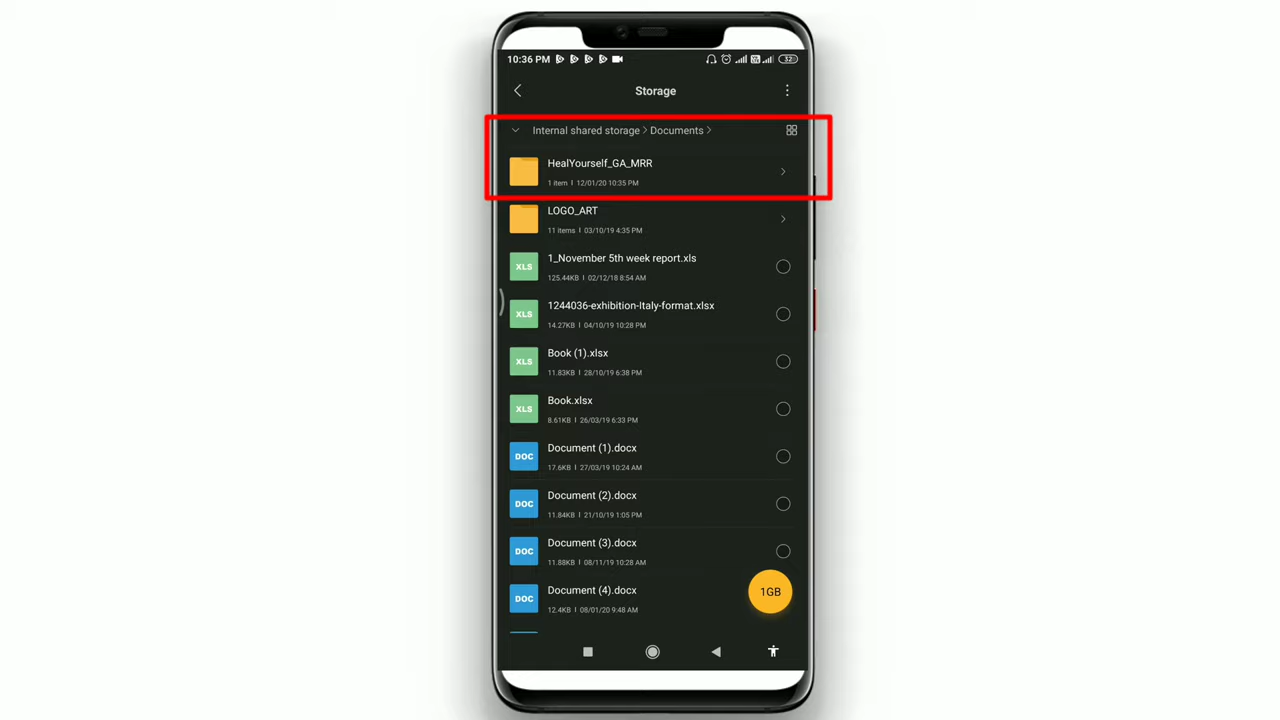 10:36 PM
32
Storage
Internal shared storage > Documents >
HealYourself_GA_MRR
1 item | 12/01/20 10:35 PM
LOGO_ART
11 items | 03/10/19 4:35 PM
XLS
1_November 5th week report.xls
125.44KB | 02/12/18 8:54 AM
XLS
1244036-exhibition-Italy-format.xlsx
14.27KB | 04/10/19 10:28 PM
XLS
Book (1).xlsx
11.83KB | 28/10/19 6:38 PM
XLS
Book.xlsx
8.61KB | 26/03/19 6:33 PM
DOC
Document (1).docx
17.6KB | 27/03/19 10:24 AM
DOC
Document (2).docx
11.84KB | 21/10/19 1:05 PM
DOC
Document (3).docx
11.88KB | 08/11/19 10:28 AM
DOC
Document (4).docx
12.4KB | 08/01/20 9:48 AM
1GB